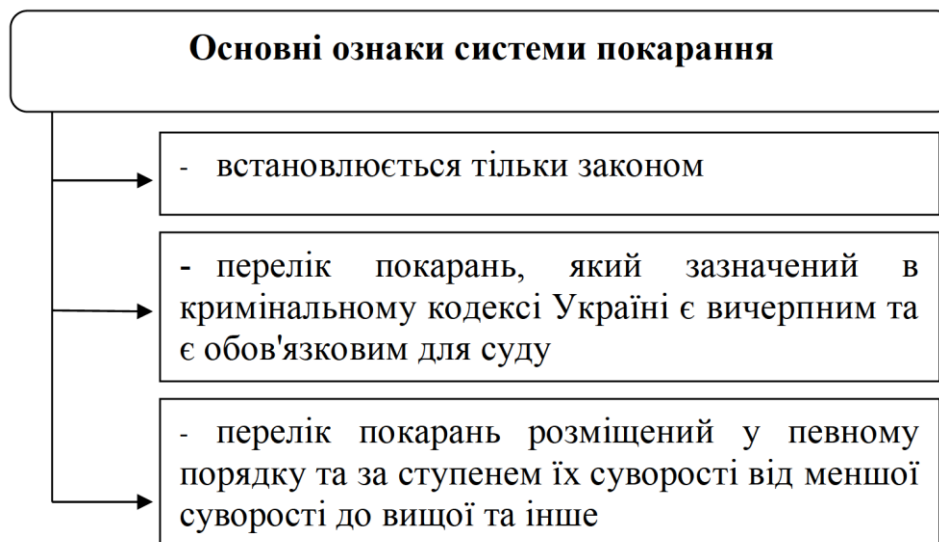 Основні ознаки системи покарання
- встановлюється тільки законом
- перелік покарань, який зазначений в
кримінальному кодексі Україні є вичерпним та
є обов'язковим для суду
- перелік покарань розміщений у певному
порядку та за ступенем їх суворості від меншої
суворості до вищої та інше